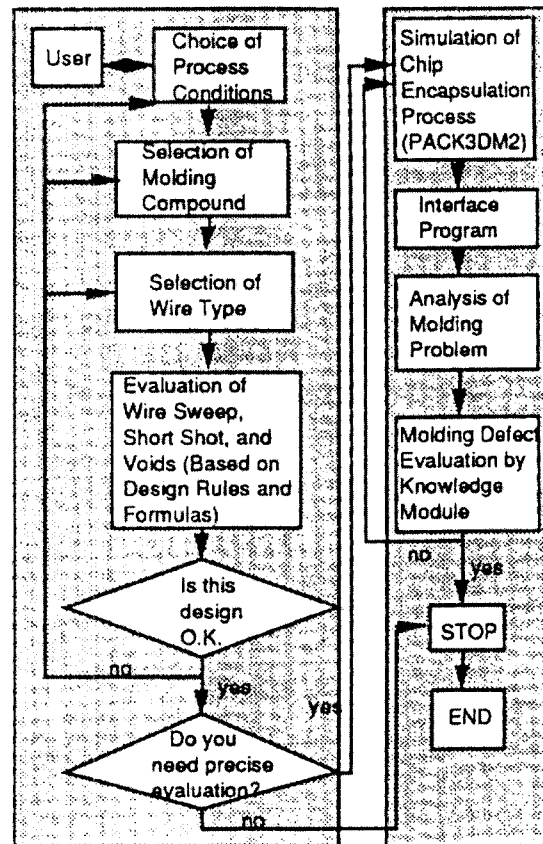 User
Choice of
Process
Conditions
Selection of
Molding
Compound
Selection of
Wire Type
Evaluation of
Wire Sweep,
Short Shot, and
Voids (Based on
Design Rules and
Formulas)
Is this
design
O.K.
no
yes
Do you
need precise
evaluation?
yes
no
Simulation of
Chip
Encapsulation
Process
(PACK3DM2)
Interface
Program
Analysis of
Molding
Problem
Molding Defect
Evaluation by
Knowledge
Module
no
yes
STOP
END